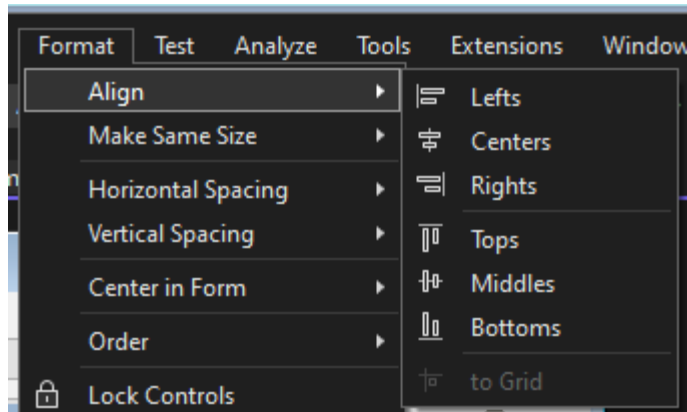 Format Test Analyze Tools Extensions Window
Align
Make Same Size
Horizontal Spacing
Vertical Spacing
Center in Form
Order
Lock Controls
Lefts
Centers
Rights
Tops
Middles
Bottoms
to Grid